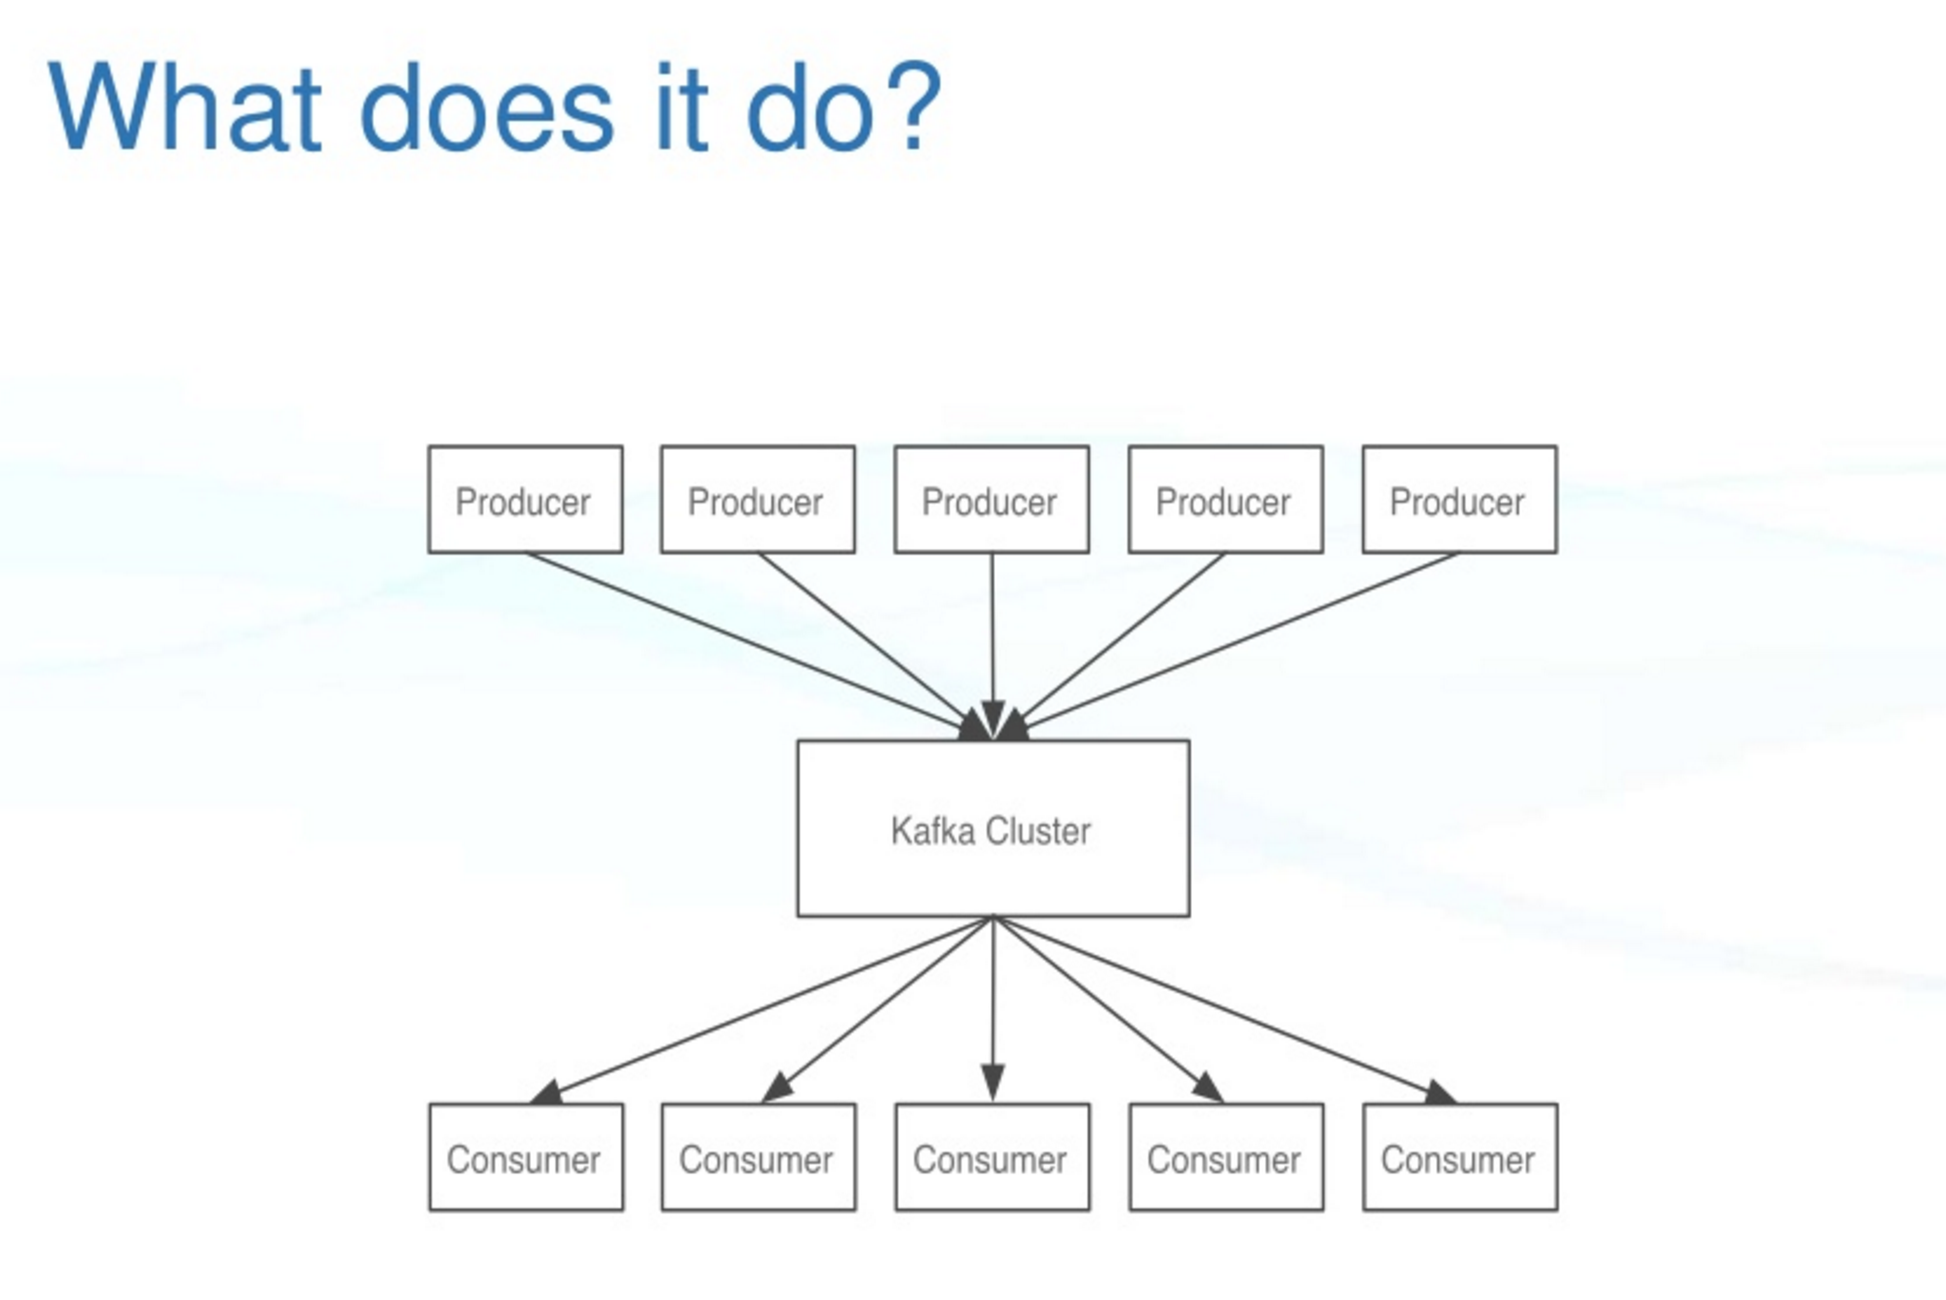 What does it do?
Producer Producer Producer Producer Producer
Kafka Cluster
Consumer Consumer Consumer Consumer Consumer